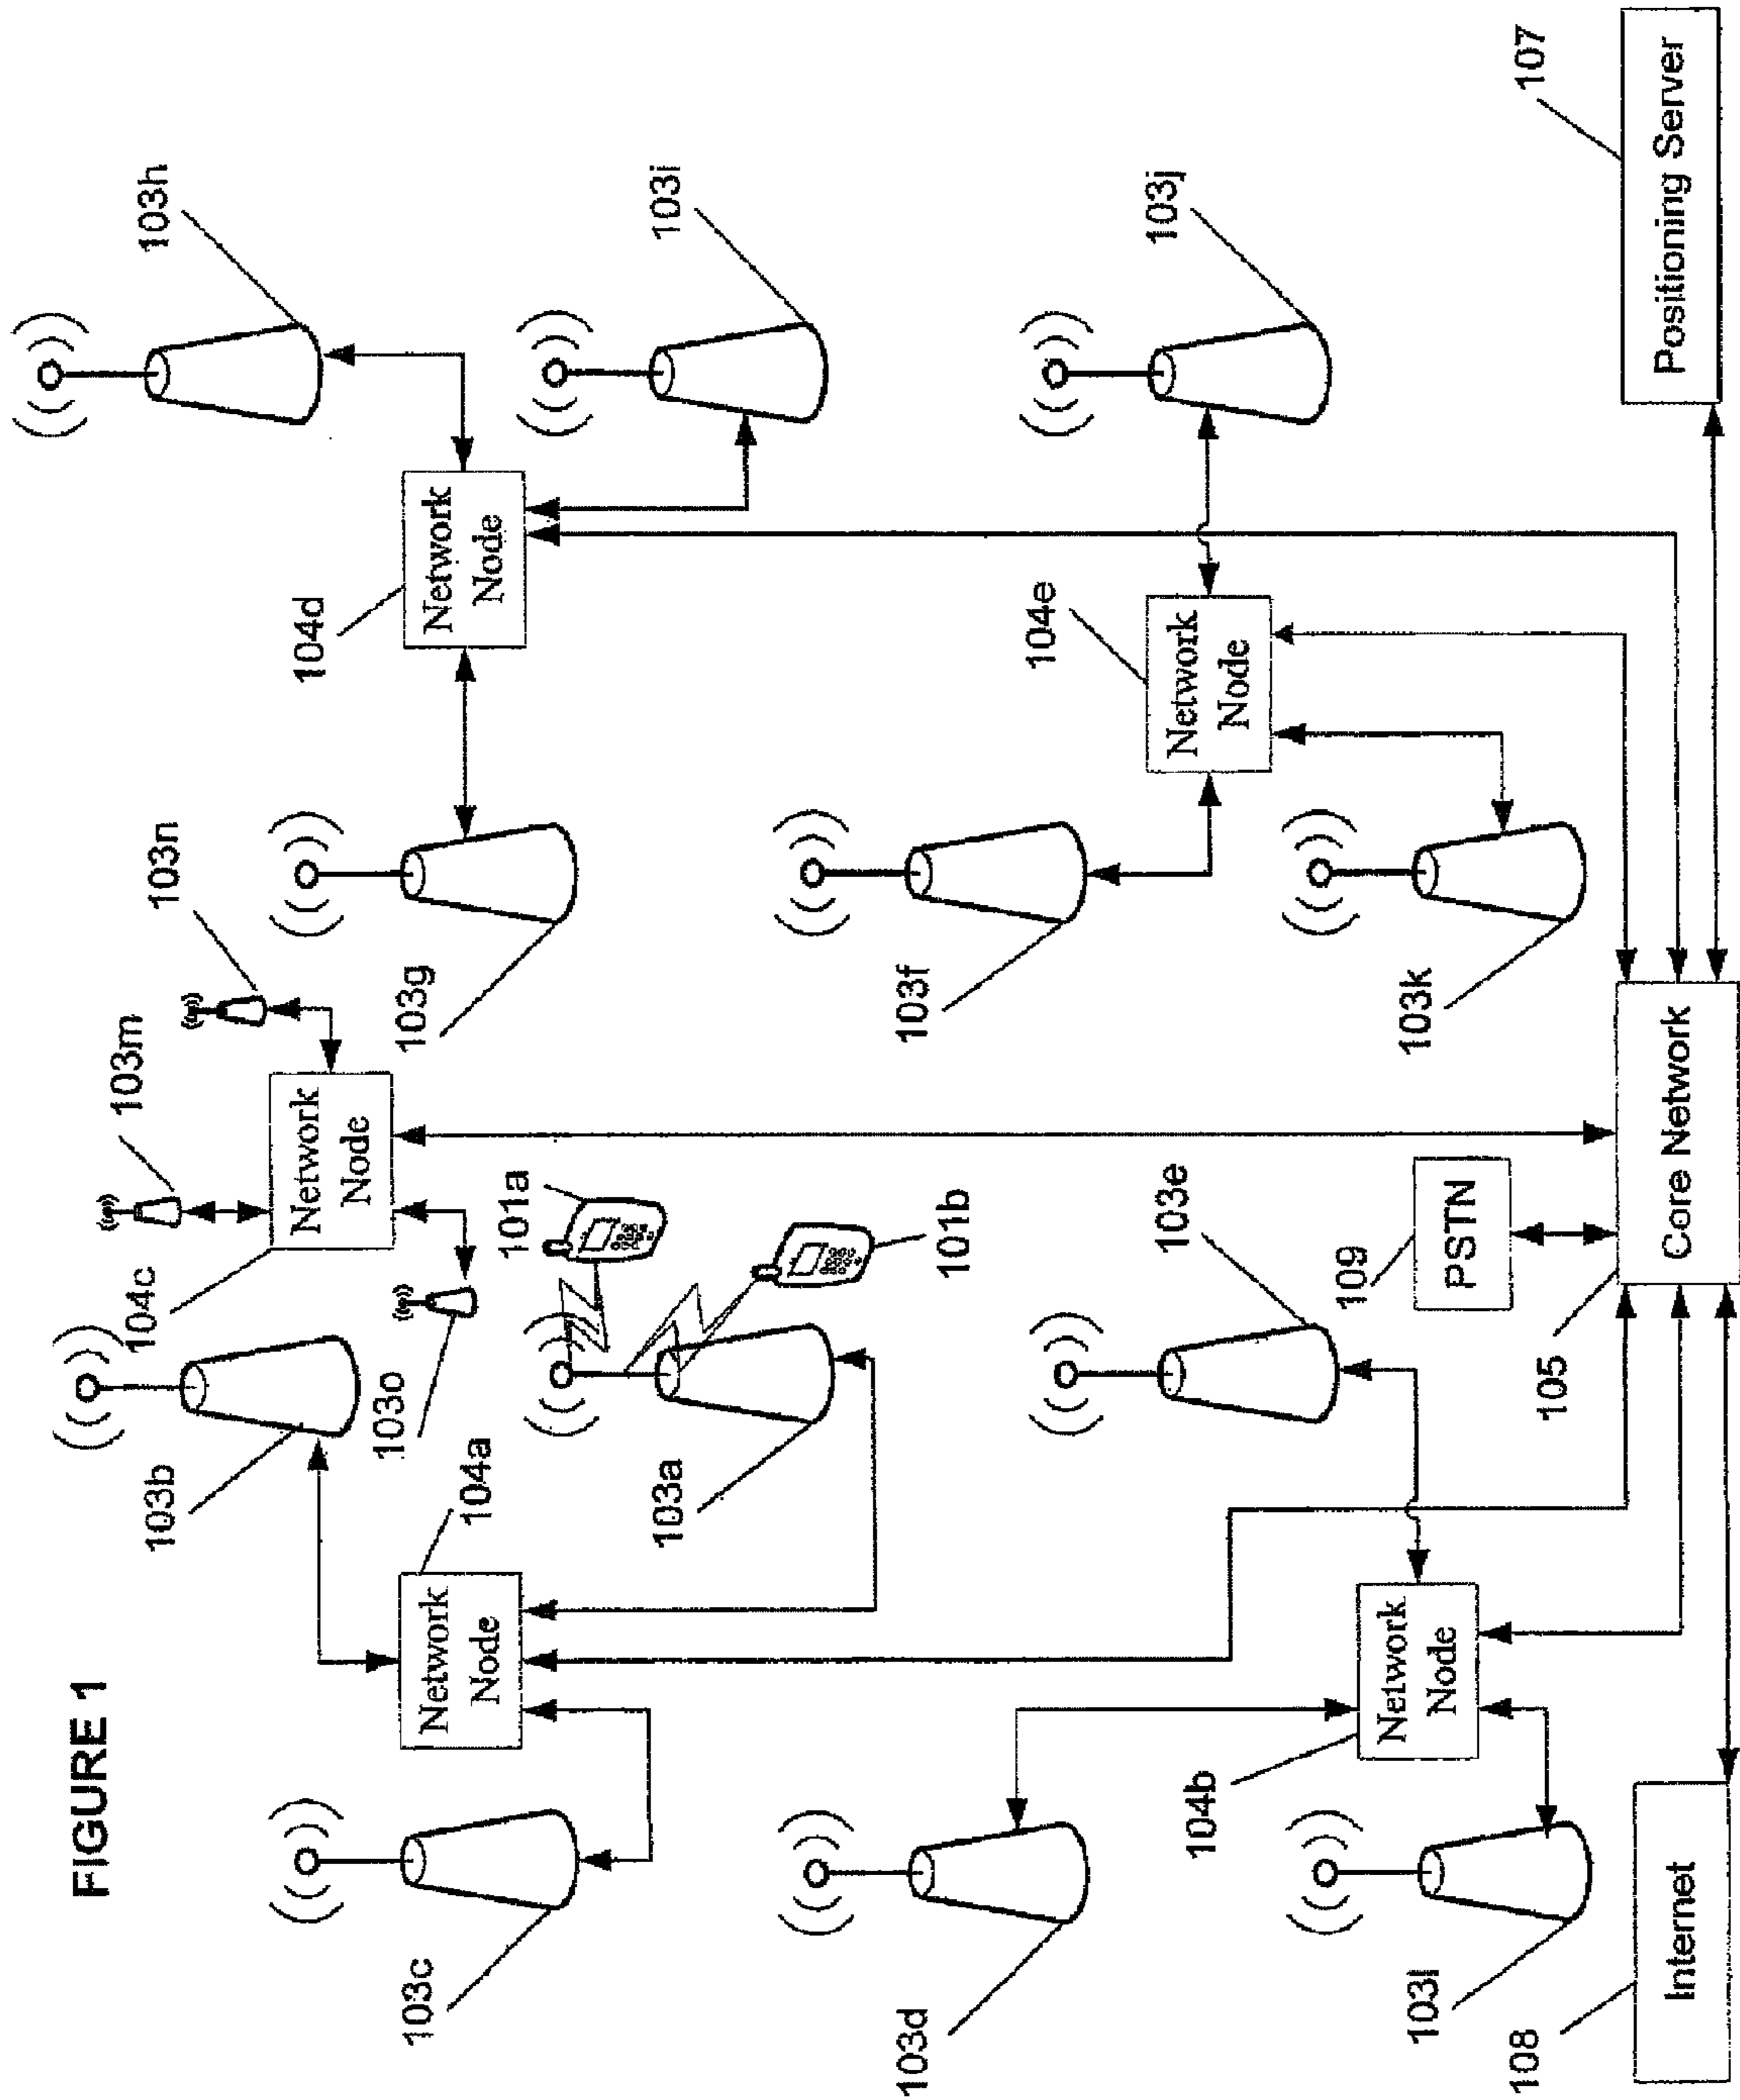 FIGURE 1
103h
103n
103m
103b
104c
104d
Network
Node
Network
Node
103i
103o
101a
104a
103g
103c
Network
Node
103a
101b
103j
103f
104e
Network
Node
103d
103e
103k
109
PSTN
104b
Network
Node
103l
105
107
108
Internet
Core Network
Positioning Server